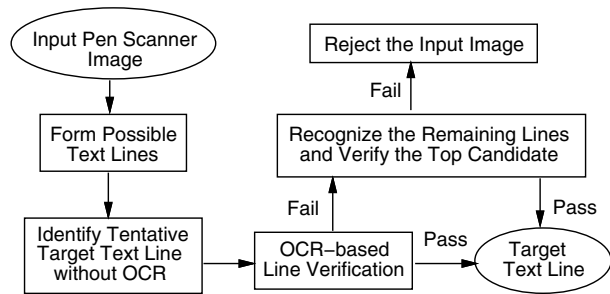 Input Pen Scanner
Image
Form Possible
Text Lines
Identify Tentative
Target Text Line
without OCR
OCR−based
Line Verification
Fail
Pass
Recognize the Remaining Lines
and Verify the Top Candidate
Fail
Pass
Reject the Input Image
Target
Text Line